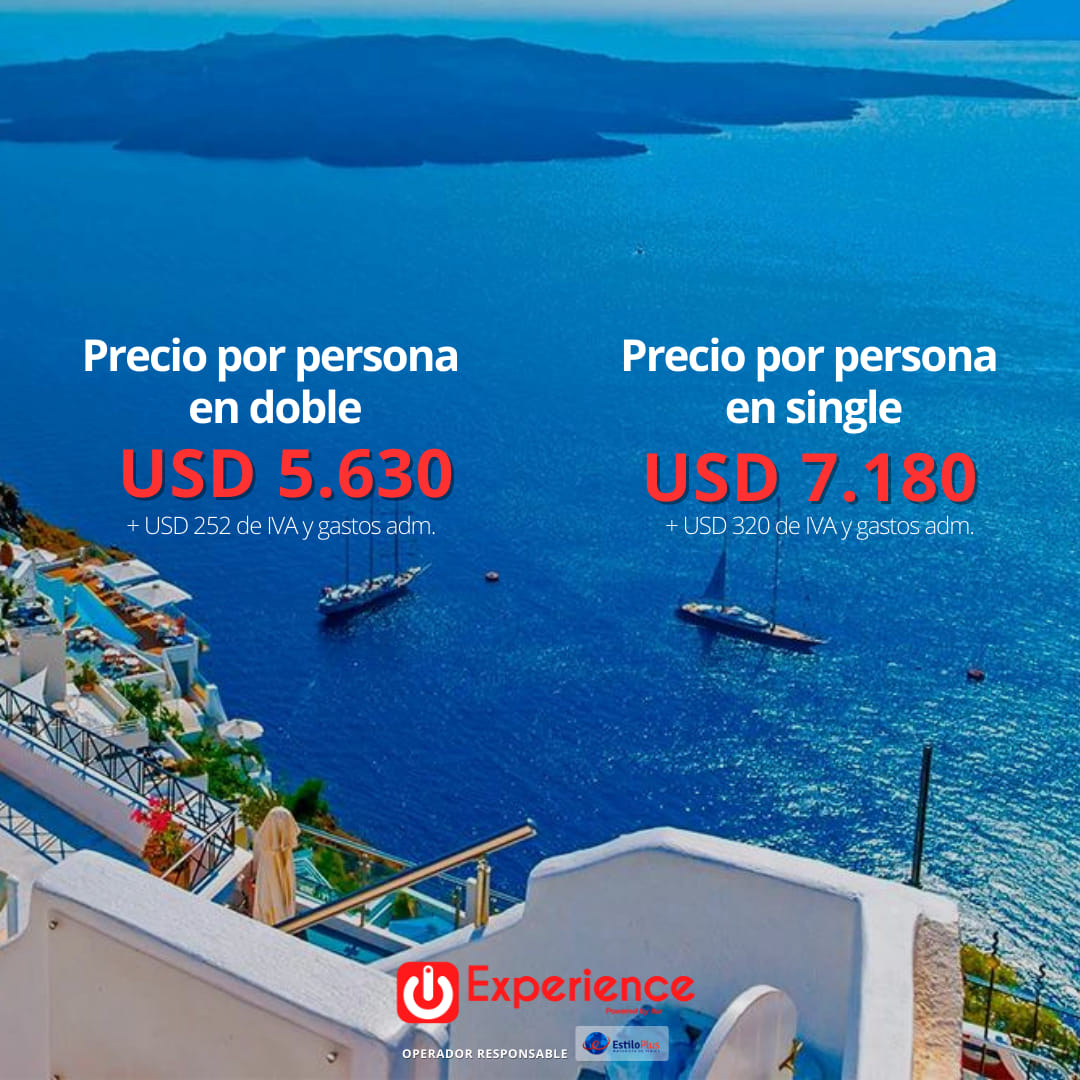 Precio por persona
en doble
USD 5.630
+ USD 252 de IVA y gastos adm.
Precio por persona
en single
USD 7.180
+ USD 320 de IVA y gastos adm.
Experience
OPERADOR RESPONSABLE
EstiloPlus